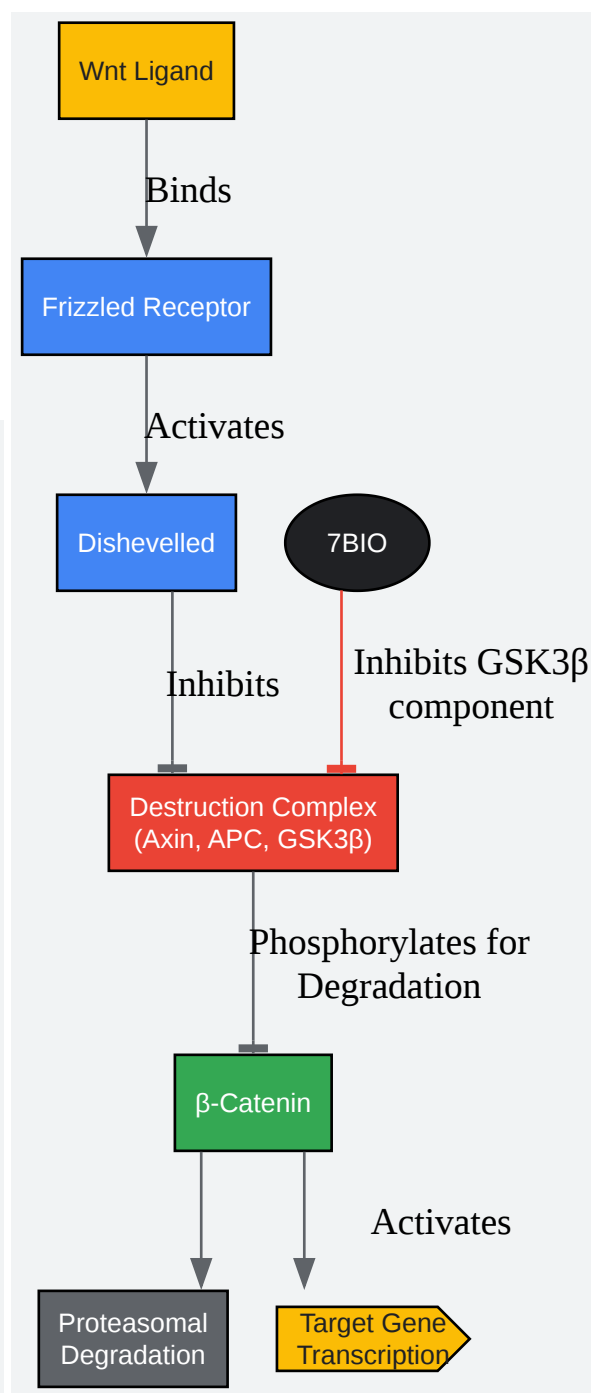 Wnt Ligand
Binds
Frizzled Receptor
Activates
Dishevelled
7BIO
Inhibits
Inhibits GSK3β
component
Destruction Complex
(Axin, APC, GSK3β)
Phosphorylates for
Degradation
β-Catenin
Activates
Proteasomal
Degradation
Target Gene
Transcription